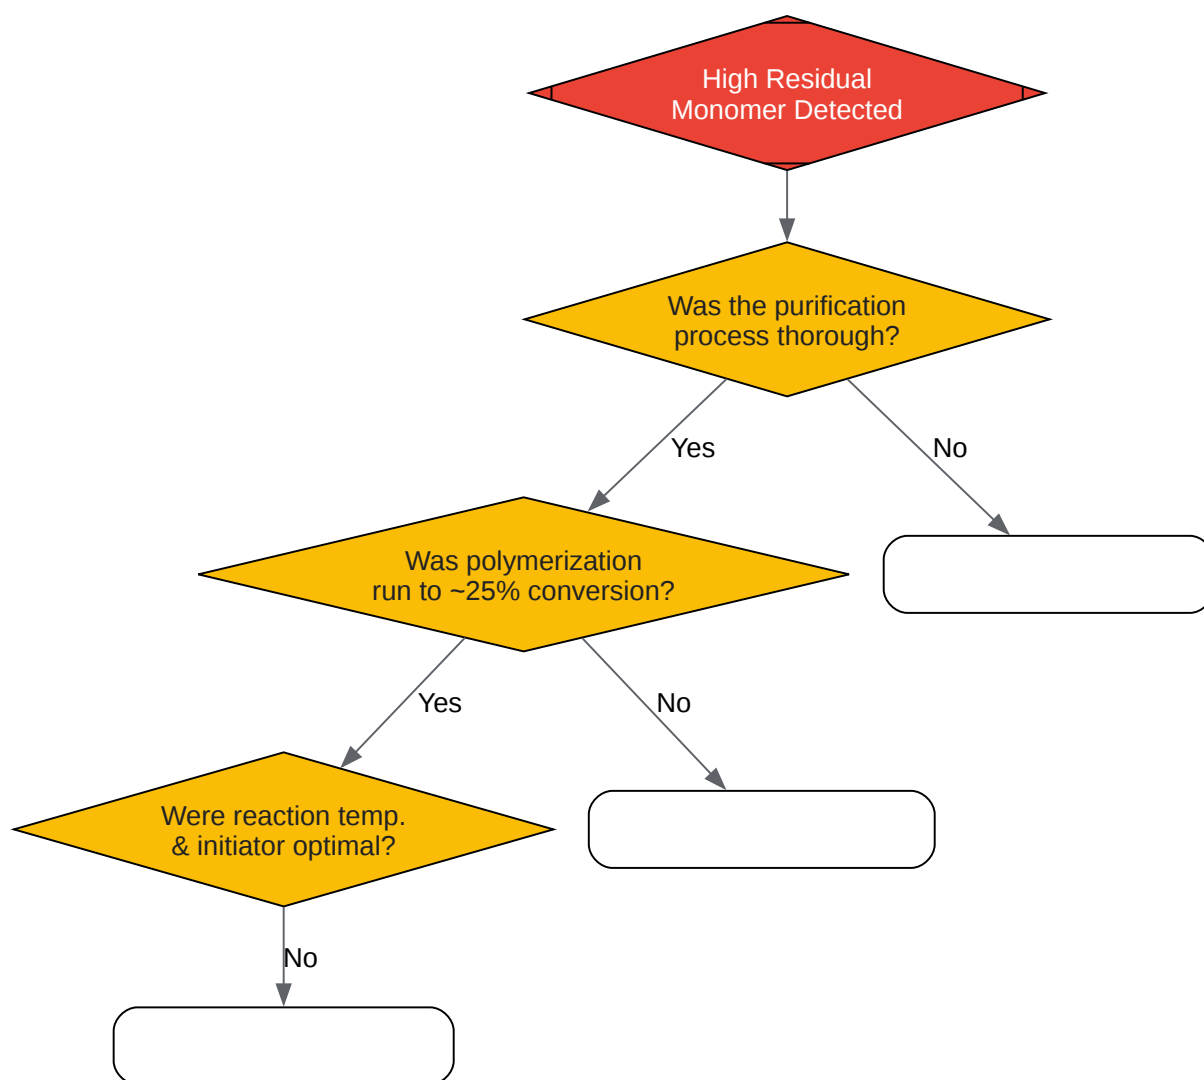 High Residual
Monomer Detected
Was the purification
process thorough?
Yes
No
Was polymerization
run to ~25% conversion?
Yes
No
Were reaction temp.
& initiator optimal?
No